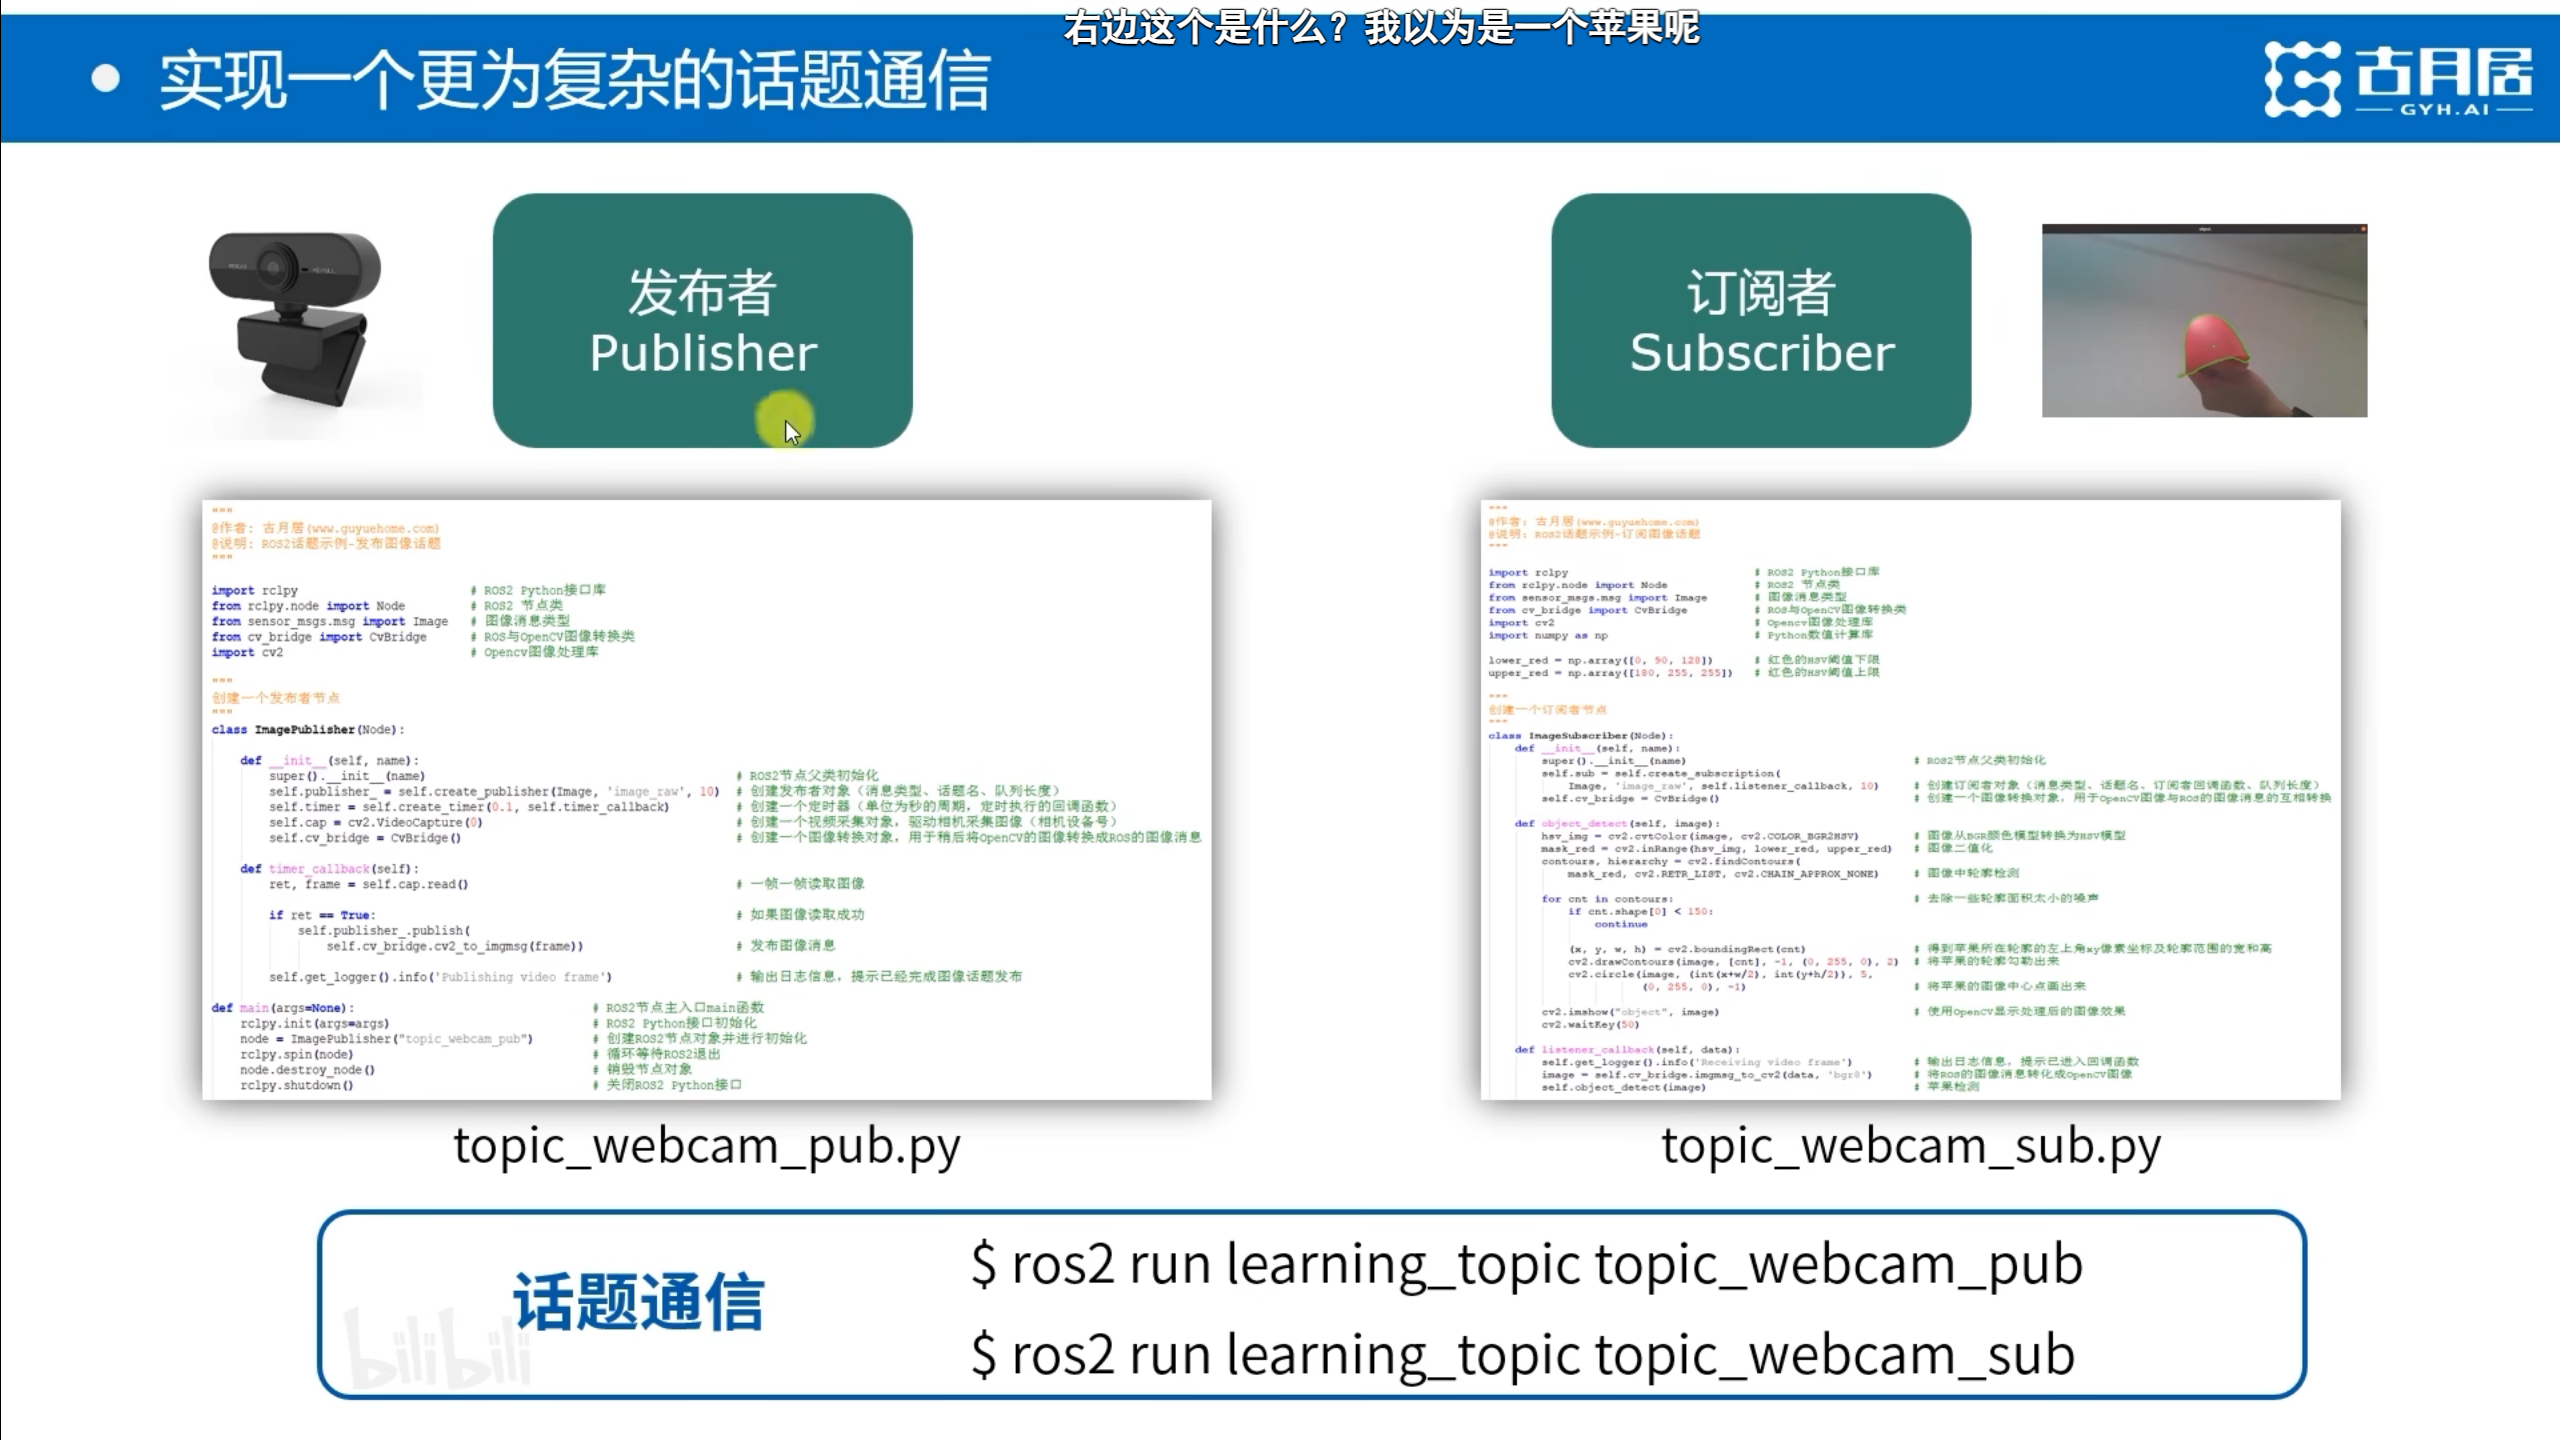 右边这个是什么？我以为是一个苹果呢
实现一个更为复杂的话题通信
古月居
GYH.AI
发布者
Publisher
订阅者
Subscriber
"""
@作者: 古月居(www.guyuehome.com)
@说明: ROS2话题示例-发布图像话题
"""
import rclpy # ROS2 Python接口库
from rclpy.node import Node # ROS2 节点类
from sensor_msgs.msg import Image # 图像消息类型
from cv_bridge import CvBridge # ROS与OpenCV图像转换类
import cv2 # Opencv图像处理库
"""
创建一个发布者节点
"""
class ImagePublisher(Node):
def __init__(self, name):
super().__init__(name) # ROS2节点父类初始化
self.publisher_ = self.create_publisher(Image, 'image_raw', 10) # 创建发布者对象（消息类型、话题名、队列长度）
self.timer = self.create_timer(0.1, self.timer_callback) # 创建一个定时器（单位为秒的周期，定时执行的回调函数）
self.cap = cv2.VideoCapture(0) # 创建一个视频采集对象，驱动相机采集图像（相机设备号）
self.cv_bridge = CvBridge() # 创建一个图像转换对象，用于稍后将OpenCV的图像转换成ROS的图像消息
def timer_callback(self):
ret, frame = self.cap.read() # 一帧一帧读取图像
if ret == True: # 如果图像读取成功
self.publisher_.publish(
self.cv_bridge.cv2_to_imgmsg(frame)) # 发布图像消息
self.get_logger().info('Publishing video frame') # 输出日志信息，提示已经完成图像话题发布
def main(args=None): # ROS2节点主入口main函数
rclpy.init(args=args) # ROS2 Python接口初始化
node = ImagePublisher("topic_webcam_pub") # 创建ROS2节点对象并进行初始化
rclpy.spin(node) # 循环等待ROS2退出
node.destroy_node() # 销毁节点对象
rclpy.shutdown() # 关闭ROS2 Python接口
topic_webcam_pub.py
"""
@作者: 古月居(www.guyuehome.com)
@说明: ROS2话题示例-订阅图像话题
"""
import rclpy # ROS2 Python接口库
from rclpy.node import Node # ROS2 节点类
from sensor_msgs.msg import Image # 图像消息类型
from cv_bridge import CvBridge # ROS与OpenCV图像转换类
import cv2 # Opencv图像处理库
import numpy as np # Python数值计算库
lower_red = np.array([0, 90, 128]) # 红色的HSV阈值下限
upper_red = np.array([180, 255, 255]) # 红色的HSV阈值上限
"""
创建一个订阅者节点
"""
class ImageSubscriber(Node):
def __init__(self, name):
super().__init__(name) # ROS2节点父类初始化
self.sub = self.create_subscription(
Image, 'image_raw', self.listener_callback, 10) # 创建订阅者对象（消息类型、话题名、订阅者回调函数、队列长度）
self.cv_bridge = CvBridge() # 创建一个图像转换对象，用于OpenCV图像与ROS的图像消息的互相转换
def object_detect(self, image):
hsv_img = cv2.cvtColor(image, cv2.COLOR_BGR2HSV) # 图像从BGR颜色模型转换为HSV模型
mask_red = cv2.inRange(hsv_img, lower_red, upper_red) # 图像二值化
contours, hierarchy = cv2.findContours(
mask_red, cv2.RETR_LIST, cv2.CHAIN_APPROX_NONE) # 图像中轮廓检测
for cnt in contours: # 去除一些轮廓面积太小的噪声
if cnt.shape[0] < 150:
continue
(x, y, w, h) = cv2.boundingRect(cnt) # 得到苹果所在轮廓的左上角xy像素坐标及轮廓范围的宽和高
cv2.drawContours(image, [cnt], -1, (0, 255, 0), 2) # 将苹果的轮廓勾勒出来
cv2.circle(image, (int(x+w/2), int(y+h/2)), 5,
(0, 255, 0), -1) # 将苹果的图像中心点画出来
cv2.imshow("object", image) # 使用OpenCV显示处理后的图像效果
cv2.waitKey(50)
def listener_callback(self, data):
self.get_logger().info('Receiving video frame') # 输出日志信息，提示已进入回调函数
image = self.cv_bridge.imgmsg_to_cv2(data, 'bgr8') # 将ROS的图像消息转化成OpenCV图像
self.object_detect(image) # 苹果检测
topic_webcam_sub.py
话题通信
$ ros2 run learning_topic topic_webcam_pub
$ ros2 run learning_topic topic_webcam_sub
bilibili